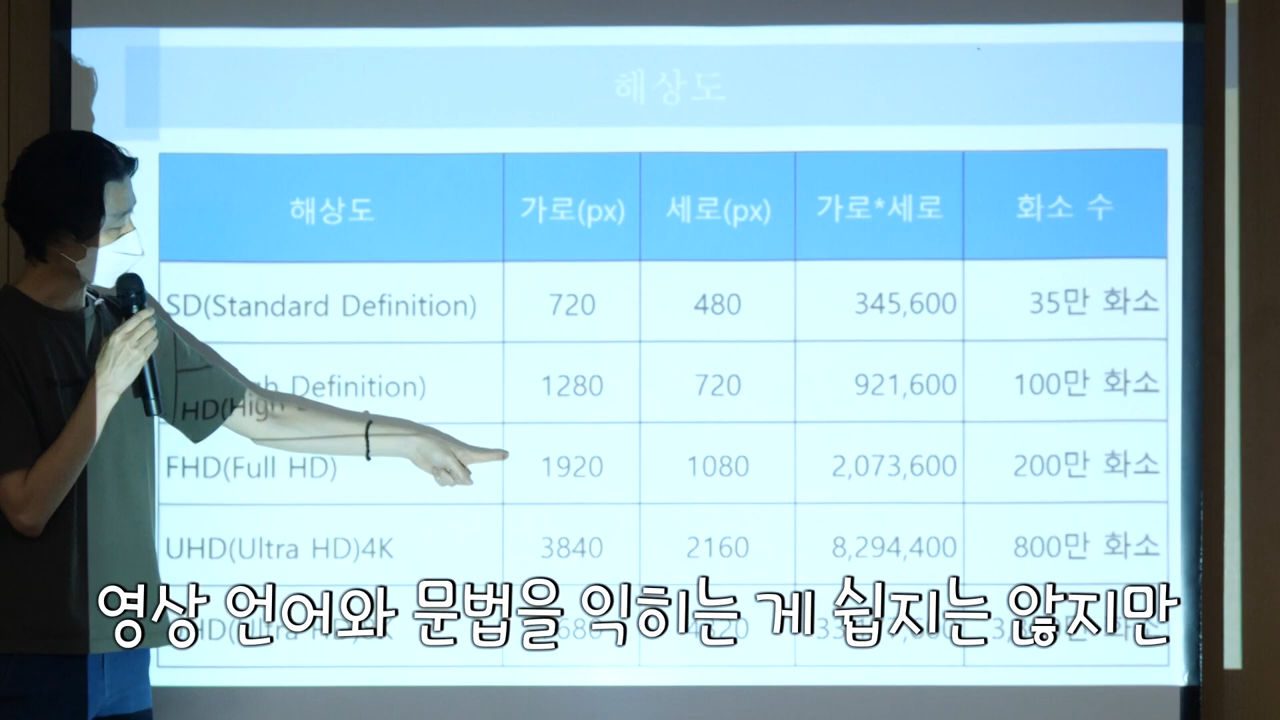 해상도
해상도 가로(px) 세로(px) 가로*세로 화소 수
SD(Standard Definition) 720 480 345,600 35만 화소
HD(High Definition) 1280 720 921,600 100만 화소
FHD(Full HD) 1920 1080 2,073,600 200만 화소
UHD(Ultra HD)4K 3840 2160 8,294,400 800만 화소
영상 언어와 문법을 익히는 게 쉽지는 않지만